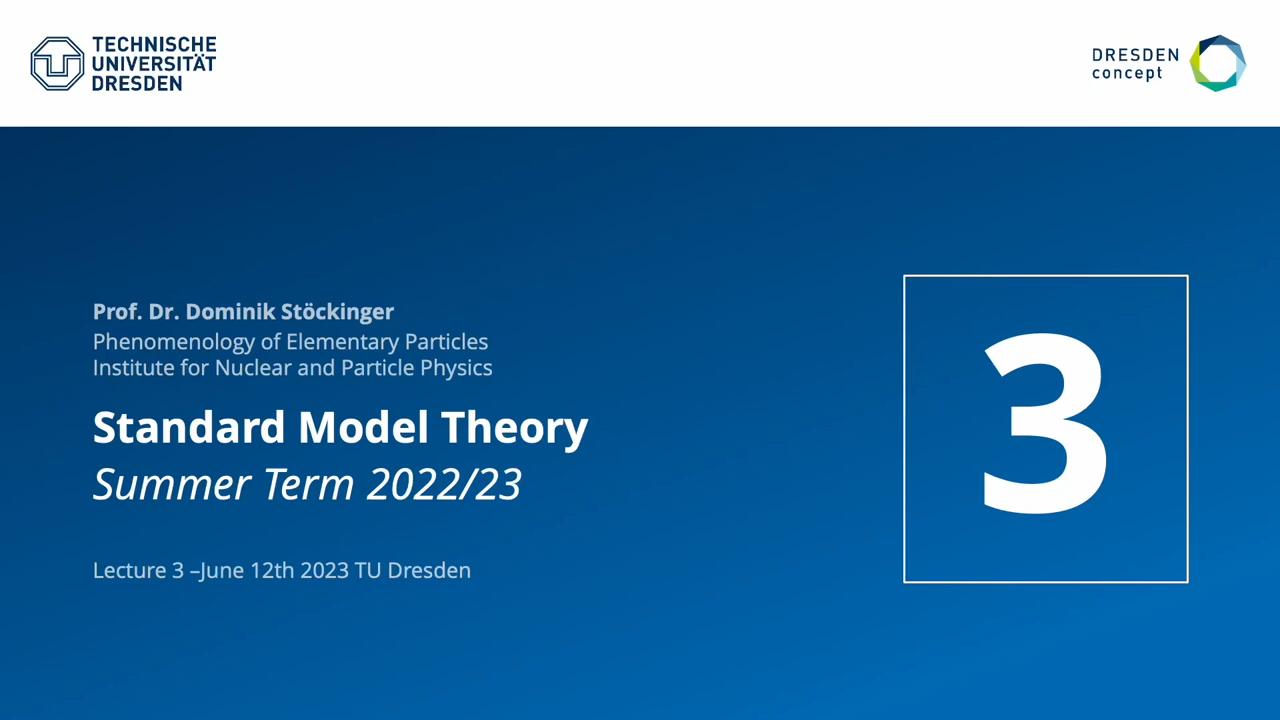 TECHNISCHE
UNIVERSITÄT
DRESDEN
DRESDEN
concept
Prof. Dr. Dominik Stöckinger
Phenomenology of Elementary Particles
Institute for Nuclear and Particle Physics
Standard Model Theory
Summer Term 2022/23
Lecture 3 –June 12th 2023 TU Dresden
3